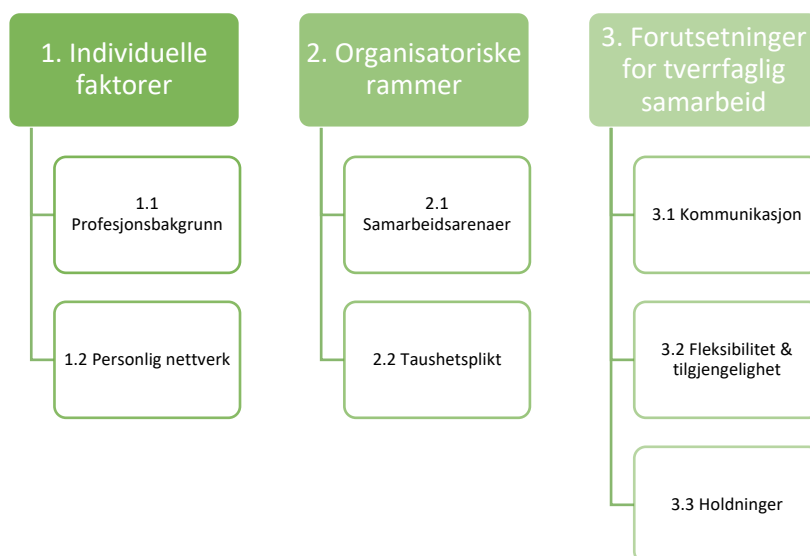 1. Individuelle
faktorer
1.1
Profesjonsbakgrunn
1.2 Personlig nettverk
2. Organisatoriske
rammer
2.1
Samarbeidsarenaer
2.2 Taushetsplikt
3. Forutsetninger
for tverrfaglig
samarbeid
3.1 Kommunikasjon
3.2 Fleksibilitet &
tilgjengelighet
3.3 Holdninger